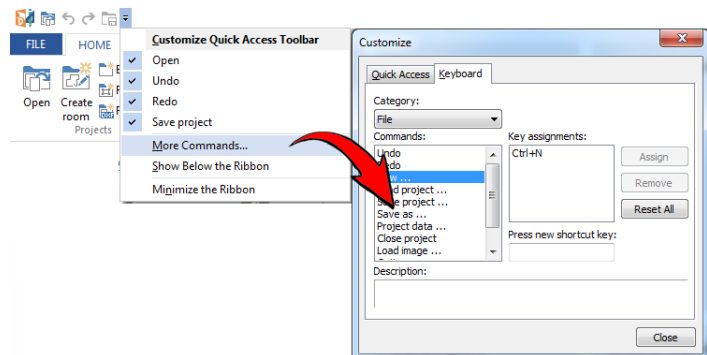 Customize Quick Access Toolbar
Open
Undo
Redo
Save project
More Commands...
Show Below the Ribbon
Minimize the Ribbon
FILE HOME
Open Create
room
Projects
Customize
Quick Access Keyboard
Category:
File
Commands: Key assignments:
Undo Ctrl+N
project ...
project ...
Save as ...
Project data ...
Close project
Load image ...
Assign
Remove
Reset All
Press new shortcut key:
Description:
Close